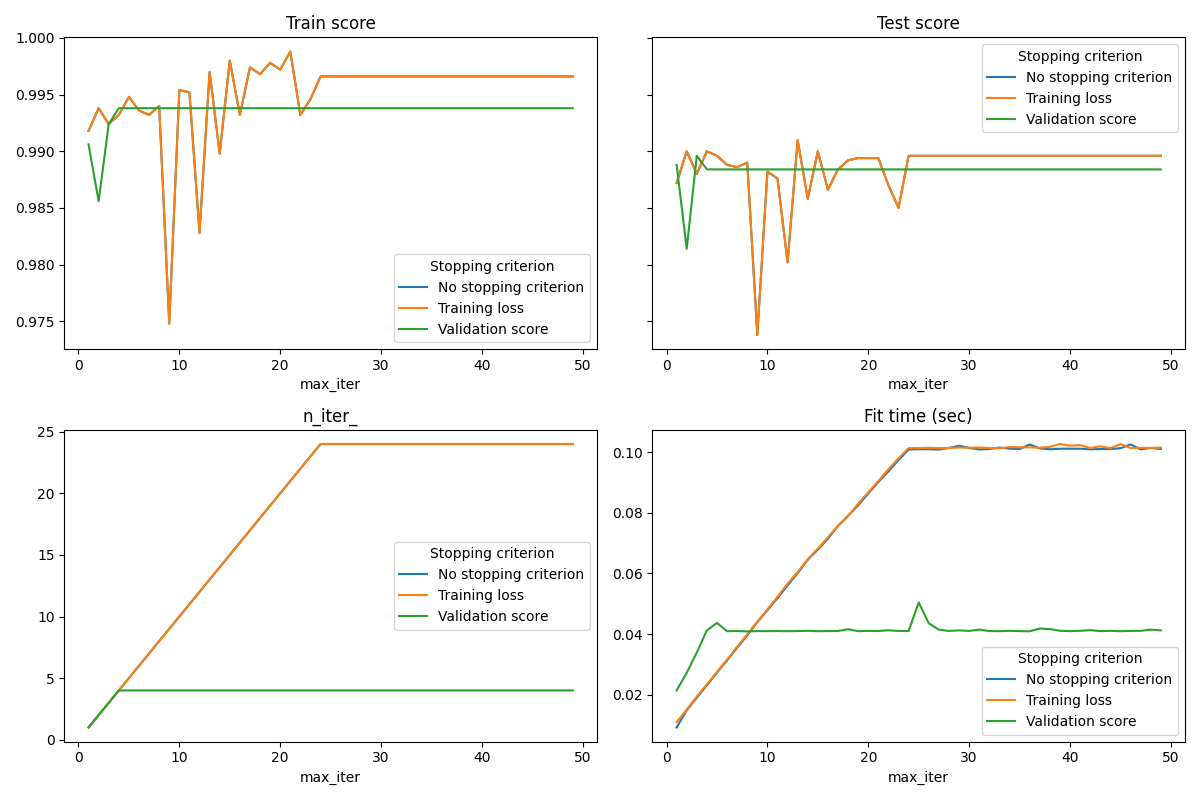 Train score
1.000
0.995
0.990
0.985
0.980
0.975
Stopping criterion
No stopping criterion
Training loss
Validation score
0 10 20 30 40 50
max_iter
Test score
Stopping criterion
No stopping criterion
Training loss
Validation score
0 10 20 30 40 50
max_iter
n_iter_
25
20
15
10
5
0
Stopping criterion
No stopping criterion
Training loss
Validation score
0 10 20 30 40 50
max_iter
Fit time (sec)
0.10
0.08
0.06
0.04
0.02
Stopping criterion
No stopping criterion
Training loss
Validation score
0 10 20 30 40 50
max_iter